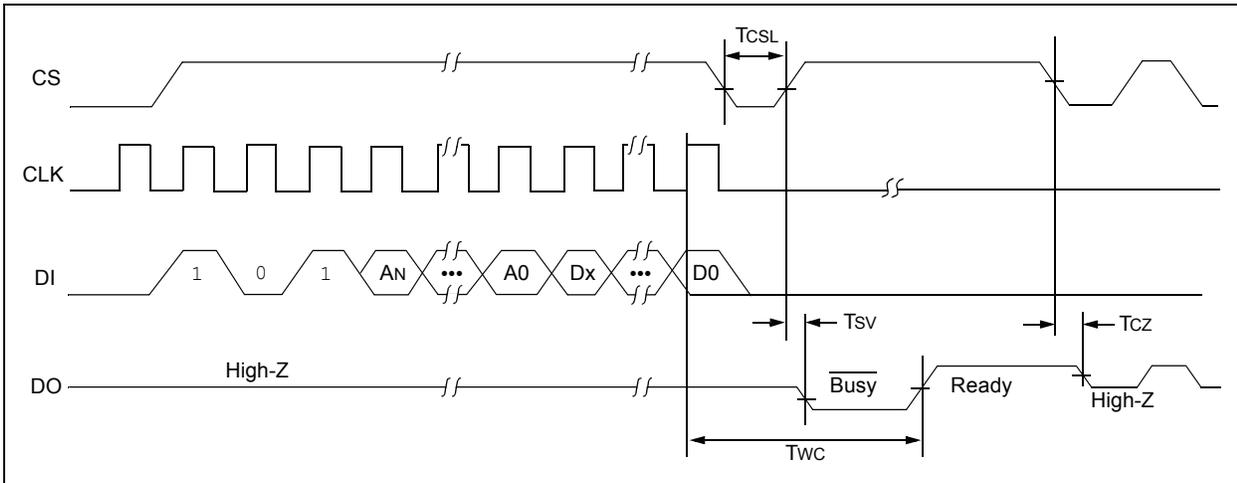 TCSL
CS
CLK
DI 1 0 1 AN ••• A0 Dx ••• D0
TSV TCZ
DO High-Z Busy Ready High-Z
TWC